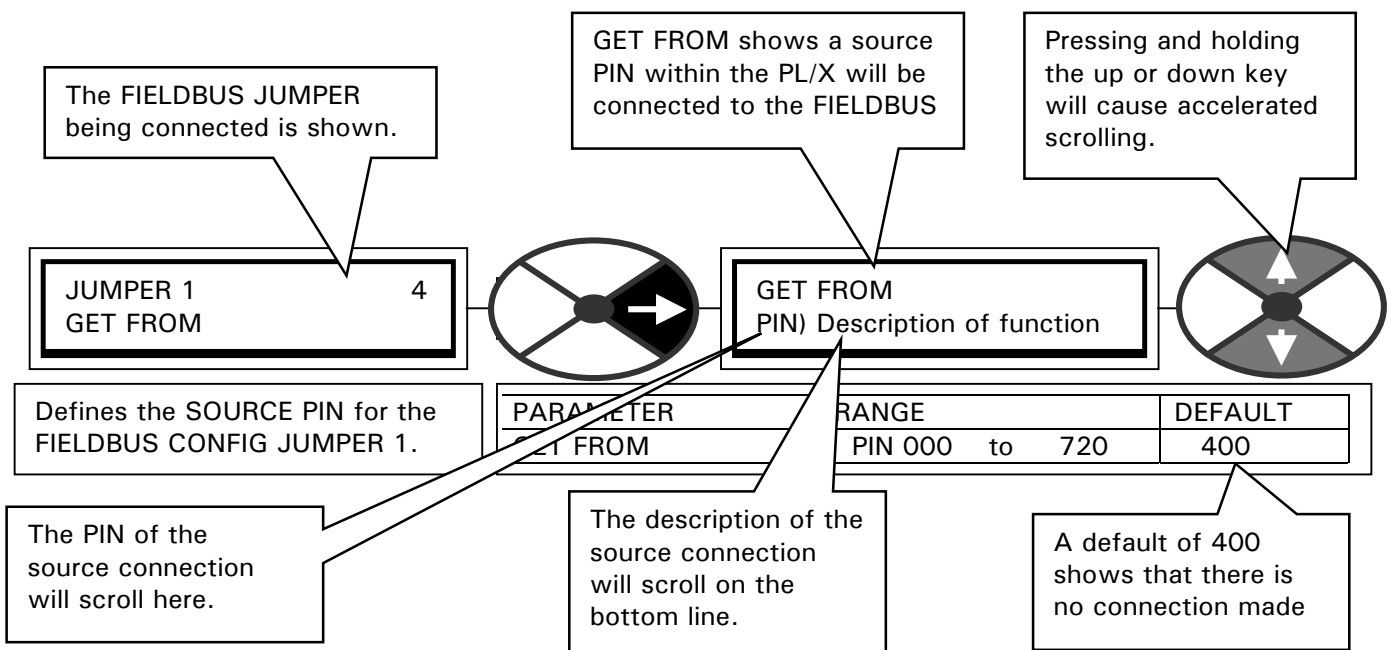 The FIELDBUS JUMPER
being connected is shown.
GET FROM shows a source
PIN within the PL/X will be
connected to the FIELDBUS
Pressing and holding
the up or down key
will cause accelerated
scrolling.
JUMPER 1 4
GET FROM
GET FROM
PIN) Description of function
Defines the SOURCE PIN for the
FIELDBUS CONFIG JUMPER 1.
PARAMETER RANGE DEFAULT
GET FROM PIN 000 to 720 400
The PIN of the
source connection
will scroll here.
The description of the
source connection
will scroll on the
bottom line.
A default of 400
shows that there is
no connection made